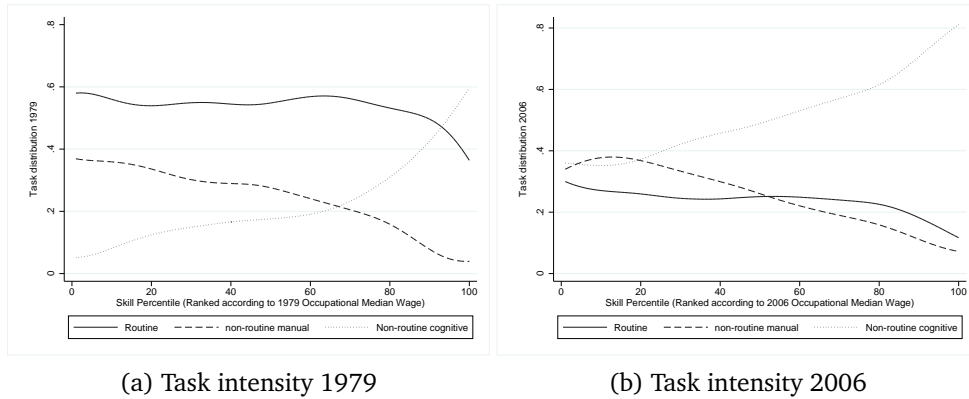 Task distribution 1979
.8
.6
.4
.2
0
0 20 40 60 80 100
Skill Percentile (Ranked according to 1979 Occupational Median Wage)
Routine non-routine manual Non-routine cognitive
(a) Task intensity 1979
Task distribution 2006
.8
.6
.4
.2
0
0 20 40 60 80 100
Skill Percentile (Ranked according to 2006 Occupational Median Wage)
Routine non-routine manual Non-routine cognitive
(b) Task intensity 2006